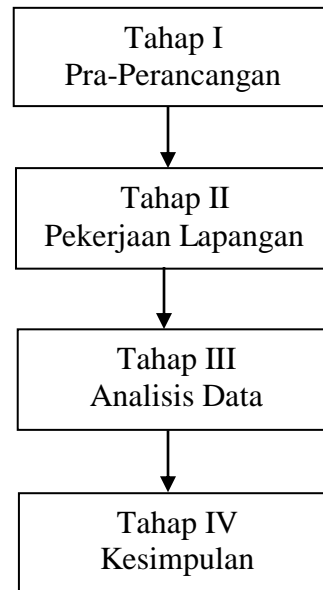 Tahap I
Pra-Perancangan
Tahap II
Pekerjaan Lapangan
Tahap III
Analisis Data
Tahap IV
Kesimpulan